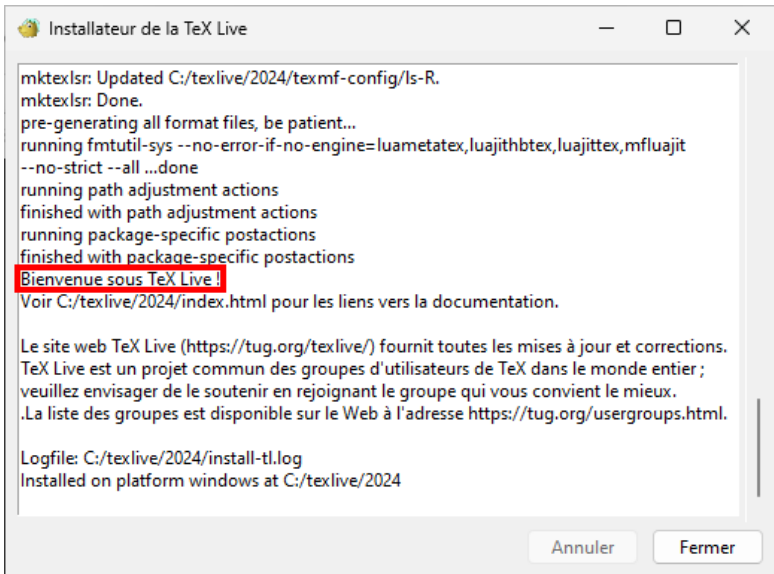 Installateur de la TeX Live
mktexlsr: Updated C:/texlive/2024/texmf-config/ls-R.
mktexlsr: Done.
pre-generating all format files, be patient...
running fmtutil-sys --no-error-if-no-engine=luametatex,luajithbtex,luajittex,mfluajit
--no-strict --all ...done
running path adjustment actions
finished with path adjustment actions
running package-specific postactions
finished with package-specific postactions
Bienvenue sous TeX Live !
Voir C:/texlive/2024/index.html pour les liens vers la documentation.
Le site web TeX Live (https://tug.org/texlive/) fournit toutes les mises à jour et corrections.
TeX Live est un projet commun des groupes d'utilisateurs de TeX dans le monde entier ;
veuillez envisager de le soutenir en rejoignant le groupe qui vous convient le mieux.
.La liste des groupes est disponible sur le Web à l'adresse https://tug.org/usergroups.html.
Logfile: C:/texlive/2024/install-tl.log
Installed on platform windows at C:/texlive/2024
Annuler
Fermer